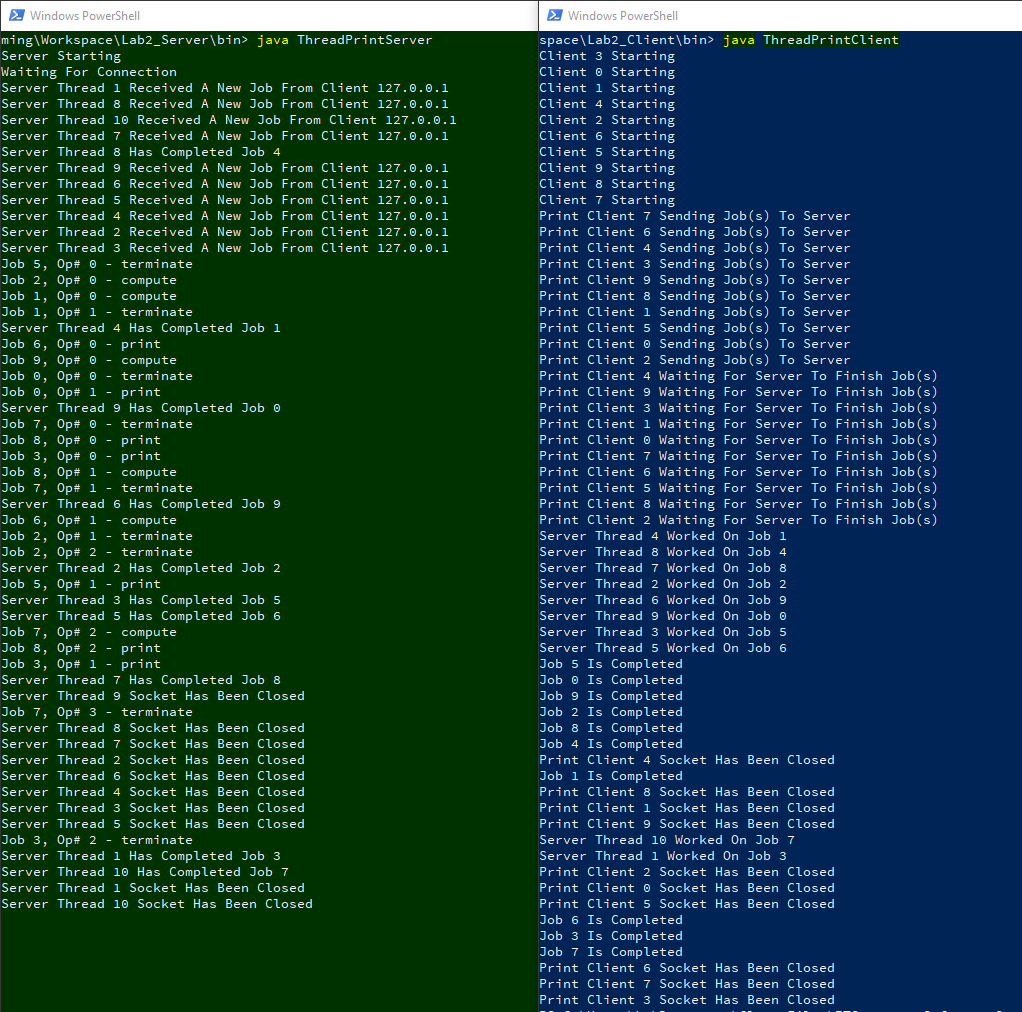 Windows PowerShell
ming\Workspace\Lab2_Server\bin> java ThreadPrintServer
Server Starting
Waiting For Connection
Server Thread 1 Received A New Job From Client 127.0.0.1
Server Thread 8 Received A New Job From Client 127.0.0.1
Server Thread 10 Received A New Job From Client 127.0.0.1
Server Thread 7 Received A New Job From Client 127.0.0.1
Server Thread 8 Has Completed Job 4
Server Thread 9 Received A New Job From Client 127.0.0.1
Server Thread 6 Received A New Job From Client 127.0.0.1
Server Thread 5 Received A New Job From Client 127.0.0.1
Server Thread 4 Received A New Job From Client 127.0.0.1
Server Thread 2 Received A New Job From Client 127.0.0.1
Server Thread 3 Received A New Job From Client 127.0.0.1
Job 5, Op# 0 - terminate
Job 2, Op# 0 - compute
Job 1, Op# 0 - compute
Job 1, Op# 1 - terminate
Server Thread 4 Has Completed Job 1
Job 6, Op# 0 - print
Job 9, Op# 0 - compute
Job 0, Op# 0 - terminate
Job 0, Op# 1 - print
Server Thread 9 Has Completed Job 0
Job 7, Op# 0 - terminate
Job 8, Op# 0 - print
Job 3, Op# 0 - print
Job 8, Op# 1 - compute
Job 7, Op# 1 - terminate
Server Thread 6 Has Completed Job 9
Job 6, Op# 1 - compute
Job 2, Op# 1 - terminate
Job 2, Op# 2 - terminate
Server Thread 2 Has Completed Job 2
Job 5, Op# 1 - print
Server Thread 3 Has Completed Job 5
Server Thread 5 Has Completed Job 6
Job 7, Op# 2 - compute
Job 8, Op# 2 - print
Job 3, Op# 1 - print
Server Thread 7 Has Completed Job 8
Server Thread 9 Socket Has Been Closed
Job 7, Op# 3 - terminate
Server Thread 8 Socket Has Been Closed
Server Thread 7 Socket Has Been Closed
Server Thread 2 Socket Has Been Closed
Server Thread 6 Socket Has Been Closed
Server Thread 4 Socket Has Been Closed
Server Thread 3 Socket Has Been Closed
Server Thread 5 Socket Has Been Closed
Job 3, Op# 2 - terminate
Server Thread 1 Has Completed Job 3
Server Thread 10 Has Completed Job 7
Server Thread 1 Socket Has Been Closed
Server Thread 10 Socket Has Been Closed
Windows PowerShell
space\Lab2_Client\bin> java ThreadPrintClient
Client 3 Starting
Client 0 Starting
Client 1 Starting
Client 4 Starting
Client 2 Starting
Client 6 Starting
Client 5 Starting
Client 9 Starting
Client 8 Starting
Client 7 Starting
Print Client 7 Sending Job(s) To Server
Print Client 6 Sending Job(s) To Server
Print Client 4 Sending Job(s) To Server
Print Client 3 Sending Job(s) To Server
Print Client 9 Sending Job(s) To Server
Print Client 8 Sending Job(s) To Server
Print Client 1 Sending Job(s) To Server
Print Client 5 Sending Job(s) To Server
Print Client 0 Sending Job(s) To Server
Print Client 2 Sending Job(s) To Server
Print Client 4 Waiting For Server To Finish Job(s)
Print Client 9 Waiting For Server To Finish Job(s)
Print Client 3 Waiting For Server To Finish Job(s)
Print Client 1 Waiting For Server To Finish Job(s)
Print Client 0 Waiting For Server To Finish Job(s)
Print Client 7 Waiting For Server To Finish Job(s)
Print Client 6 Waiting For Server To Finish Job(s)
Print Client 5 Waiting For Server To Finish Job(s)
Print Client 8 Waiting For Server To Finish Job(s)
Print Client 2 Waiting For Server To Finish Job(s)
Server Thread 4 Worked On Job 1
Server Thread 8 Worked On Job 4
Server Thread 7 Worked On Job 8
Server Thread 2 Worked On Job 2
Server Thread 6 Worked On Job 9
Server Thread 9 Worked On Job 0
Server Thread 3 Worked On Job 5
Server Thread 5 Worked On Job 6
Job 5 Is Completed
Job 0 Is Completed
Job 9 Is Completed
Job 2 Is Completed
Job 8 Is Completed
Job 4 Is Completed
Print Client 4 Socket Has Been Closed
Job 1 Is Completed
Print Client 8 Socket Has Been Closed
Print Client 1 Socket Has Been Closed
Print Client 9 Socket Has Been Closed
Server Thread 10 Worked On Job 7
Server Thread 1 Worked On Job 3
Print Client 2 Socket Has Been Closed
Print Client 0 Socket Has Been Closed
Print Client 5 Socket Has Been Closed
Job 6 Is Completed
Job 3 Is Completed
Job 7 Is Completed
Print Client 6 Socket Has Been Closed
Print Client 7 Socket Has Been Closed
Print Client 3 Socket Has Been Closed